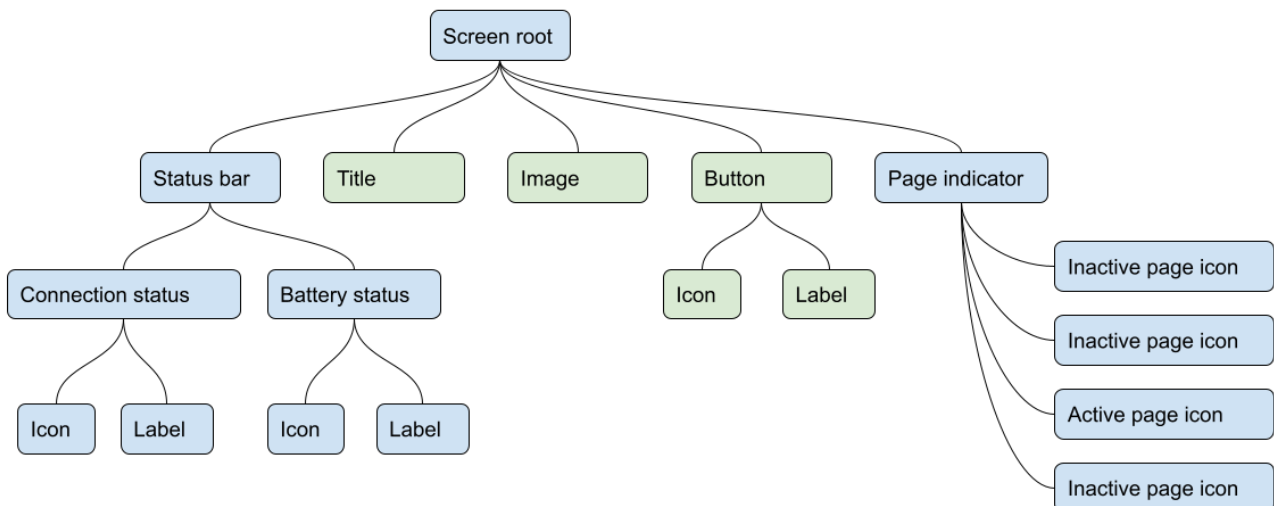 Screen root
Status bar
Title
Image
Button
Page indicator
Connection status
Battery status
Icon
Label
Inactive page icon
Inactive page icon
Icon
Label
Icon
Label
Active page icon
Inactive page icon